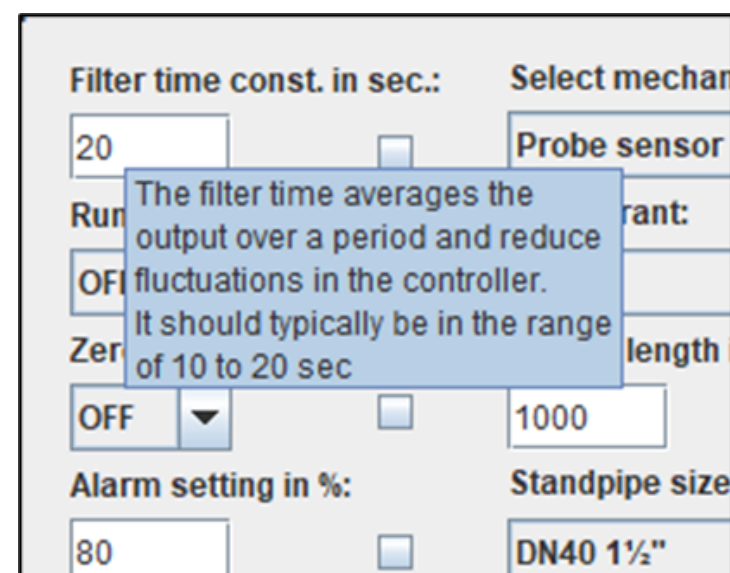 Filter time const. in sec.:
Select mechan
20
Probe sensor
The filter time averages the
output over a period and reduce
fluctuations in the controller.
It should typically be in the range
of 10 to 20 sec
Run
rant:
OFF
Zer
length
OFF
1000
Alarm setting in %:
Standpipe size
80
DN40 1½"